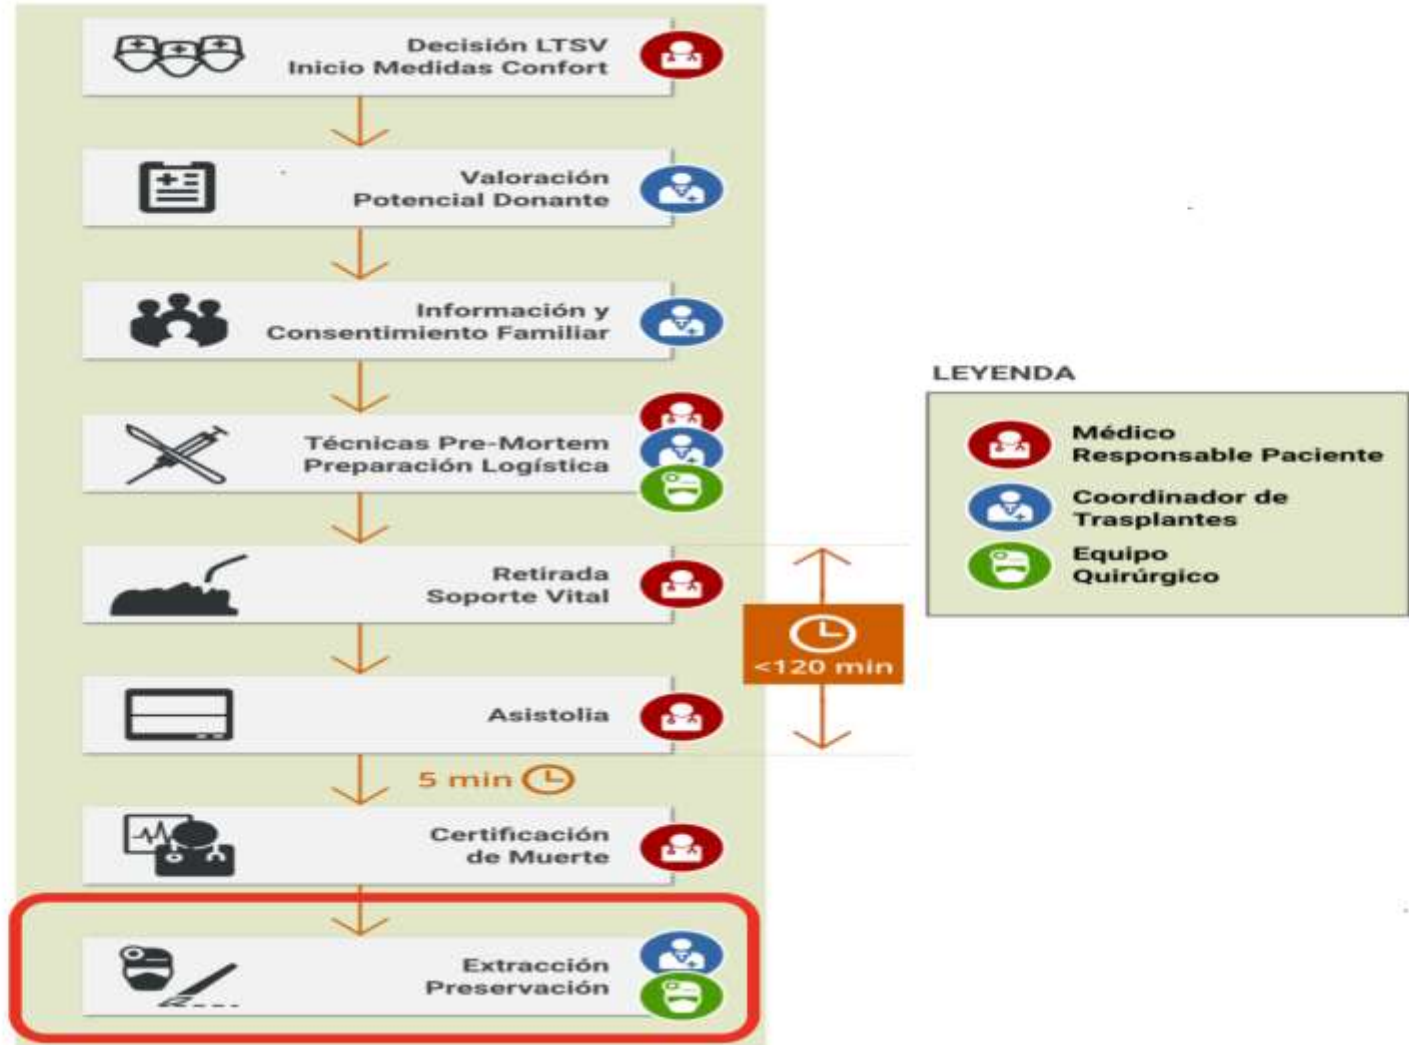 Decisión LTSV
Inicio Medidas Confort
Valoración
Potencial Donante
Información y
Consentimiento Familiar
Técnicas Pre-Mortem
Preparación Logística
Retirada
Soporte Vital
<120 min
Asistolia
5 min
Certificación
de Muerte
Extracción
Preservación
LEYENDA
Médico
Responsable Paciente
Coordinador de
Trasplantes
Equipo
Quirúrgico